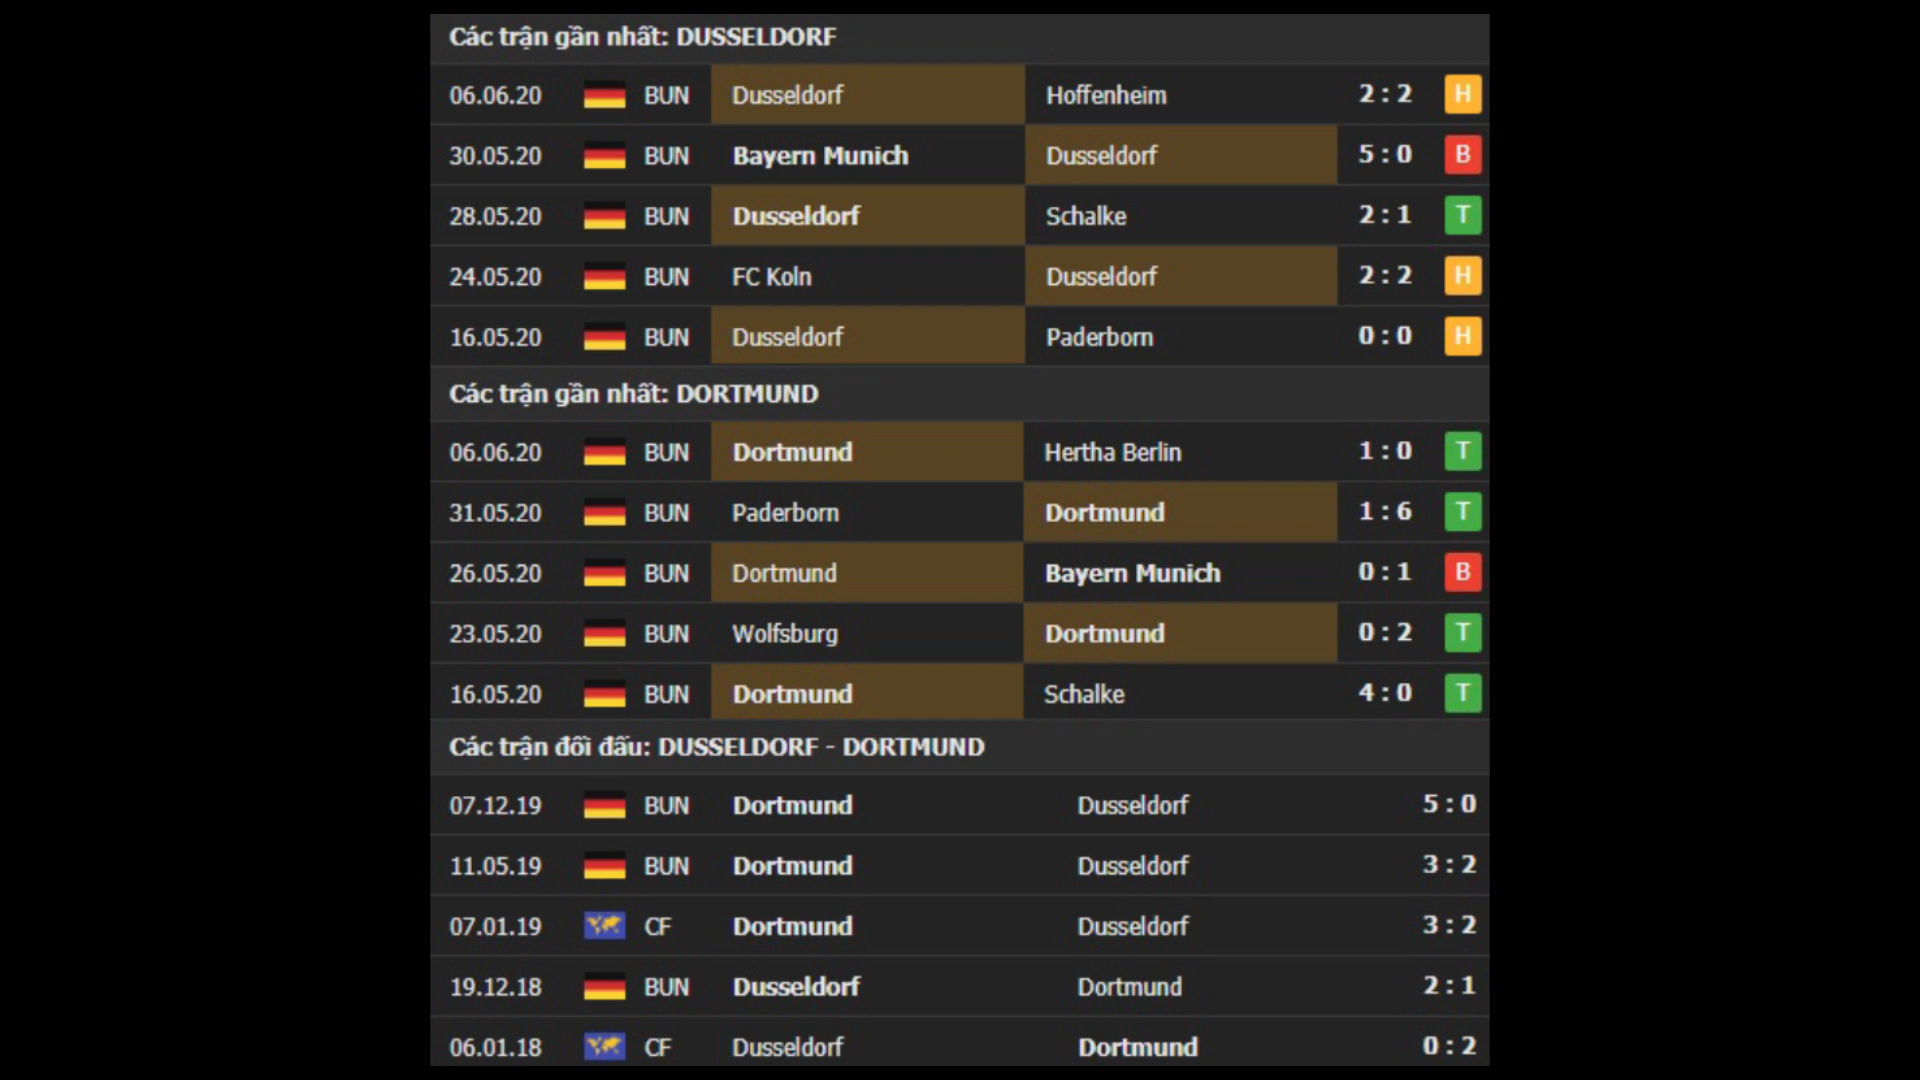 Các trận gần nhất: DUSSELDORF
06.06.20 BUN Dusseldorf Hoffenheim 2 : 2 H
30.05.20 BUN Bayern Munich Dusseldorf 5 : 0 B
28.05.20 BUN Dusseldorf Schalke 2 : 1 T
24.05.20 BUN FC Koln Dusseldorf 2 : 2 H
16.05.20 BUN Dusseldorf Paderborn 0 : 0 H
Các trận gần nhất: DORTMUND
06.06.20 BUN Dortmund Hertha Berlin 1 : 0 T
31.05.20 BUN Paderborn Dortmund 1 : 6 T
26.05.20 BUN Dortmund Bayern Munich 0 : 1 B
23.05.20 BUN Wolfsburg Dortmund 0 : 2 T
16.05.20 BUN Dortmund Schalke 4 : 0 T
Các trận đối đấu: DUSSELDORF - DORTMUND
07.12.19 BUN Dortmund Dusseldorf 5 : 0
11.05.19 BUN Dortmund Dusseldorf 3 : 2
07.01.19 CF Dortmund Dusseldorf 3 : 2
19.12.18 BUN Dusseldorf Dortmund 2 : 1
06.01.18 CF Dusseldorf Dortmund 0 : 2